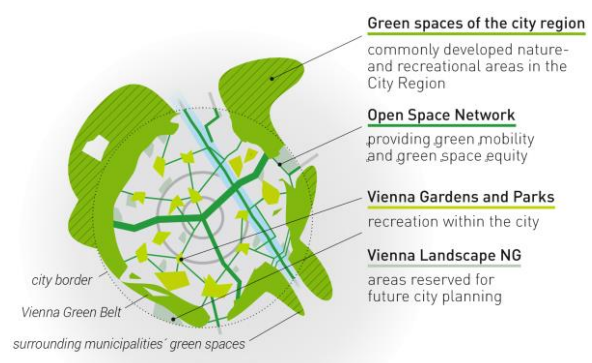 Green spaces of the city region
commonly developed nature-
and recreational areas in the
City Region
Open Space Network
providing green mobility
and green space equity
Vienna Gardens and Parks
recreation within the city
Vienna Landscape NG
areas reserved for
future city planning
city border
Vienna Green Belt
surrounding municipalities´ green spaces